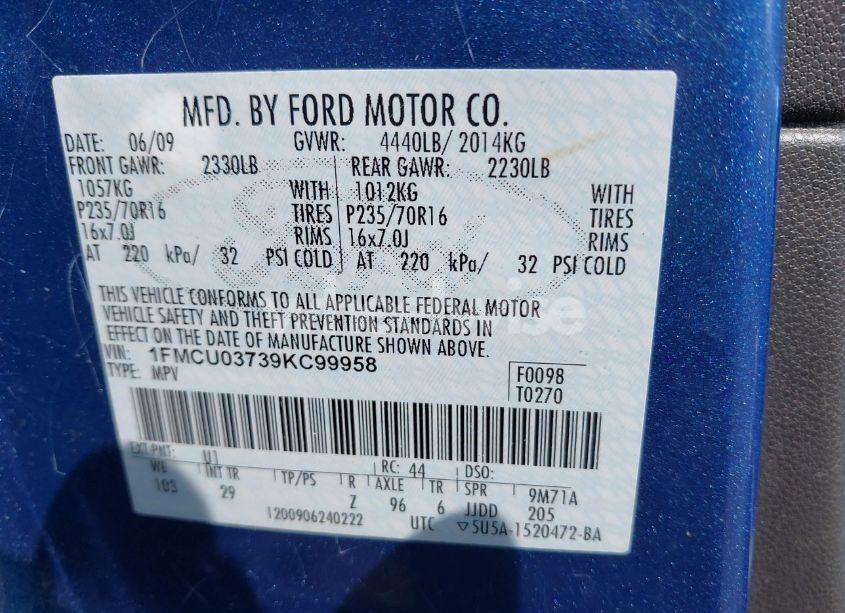 MFD. BY FORD MOTOR CO.
DATE: 06/09 GVWR: 4440LB/ 2014KG
FRONT GAWR: 2330LB REAR GAWR: 2230LB
1057KG WITH 1012KG WITH
P235/70R16 TIRES P235/70R16 TIRES
16x7.0J RIMS 16x7.0J RIMS
AT 220 kPa/ 32 PSI COLD AT 220 kPa/ 32 PSI COLD
THIS VEHICLE CONFORMS TO ALL APPLICABLE FEDERAL MOTOR
VEHICLE SAFETY AND THEFT PREVENTION STANDARDS IN
EFFECT ON THE DATE OF MANUFACTURE SHOWN ABOVE.
VIN: 1FMCU03739KC99958
TYPE: MPV
F0098
T0270
EXT PNT: U1 RC: 44 DSO:
WB INT TR TP/PS R AXLE TR SPR 9M71A
103 29 Z 96 6 JJDD 205
1200906240222 UTC ▽5U5A-1520472-BA